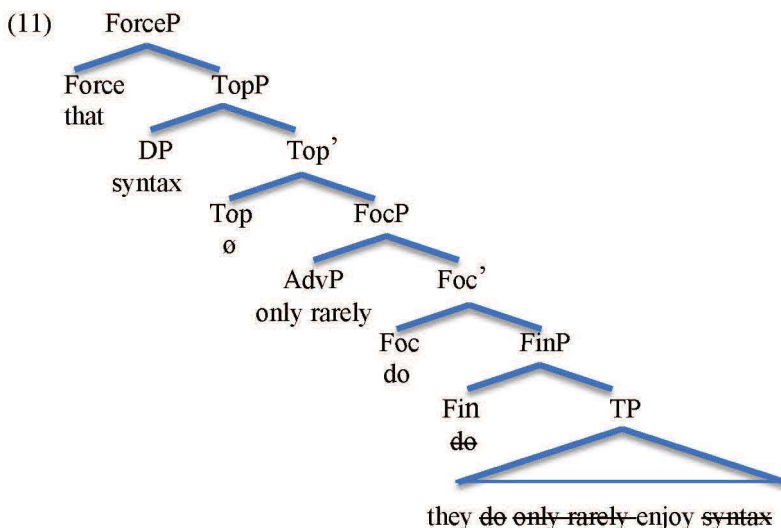 (11) ForceP
Force TopP
that
DP Top’
syntax
Top FocP
ø
AdvP Foc’
only rarely
Foc FinP
do
Fin TP
do
they do only rarely enjoy syntax